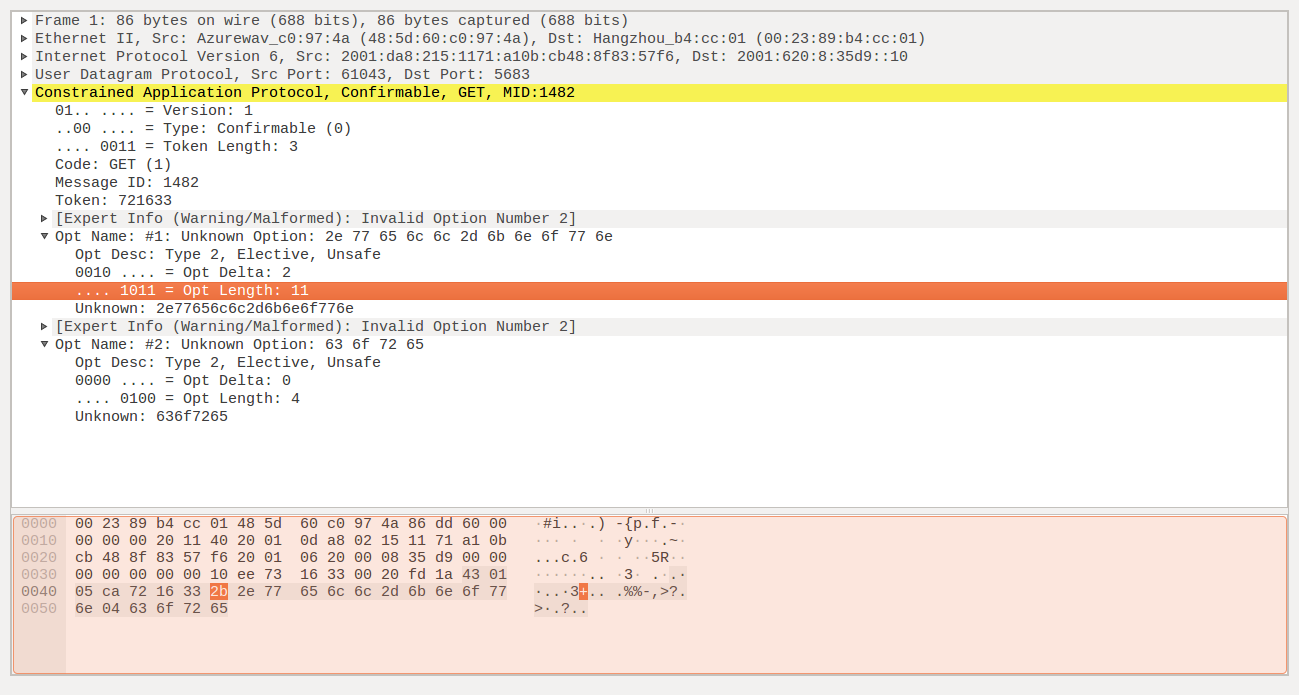 Frame 1: 86 bytes on wire (688 bits), 86 bytes captured (688 bits)
Ethernet II, Src: Azurewav_c0:97:4a (48:5d:60:c0:97:4a), Dst: Hangzhou_b4:cc:01 (00:23:89:b4:cc:01)
Internet Protocol Version 6, Src: 2001:da8:215:1171:a10b:cb48:8f83:57f6, Dst: 2001:620:8:35d9::10
User Datagram Protocol, Src Port: 61043, Dst Port: 5683
Constrained Application Protocol, Confirmable, GET, MID:1482
01.. .... = Version: 1
..00 .... = Type: Confirmable (0)
.... 0011 = Token Length: 3
Code: GET (1)
Message ID: 1482
Token: 721633
[Expert Info (Warning/Malformed): Invalid Option Number 2]
Opt Name: #1: Unknown Option: 2e 77 65 6c 6c 2d 6b 6e 6f 77 6e
Opt Desc: Type 2, Elective, Unsafe
0010 .... = Opt Delta: 2
.... 1011 = Opt Length: 11
Unknown: 2e77656c6c2d6b6e6f776e
[Expert Info (Warning/Malformed): Invalid Option Number 2]
Opt Name: #2: Unknown Option: 63 6f 72 65
Opt Desc: Type 2, Elective, Unsafe
0000 .... = Opt Delta: 0
.... 0100 = Opt Length: 4
Unknown: 636f7265
0000 00 23 89 b4 cc 01 48 5d 60 c0 97 4a 86 dd 60 00 ·#i..·.) -{p.f.-·
0010 00 00 00 20 11 40 20 01 0d a8 02 15 11 71 a1 0b ··· · · · y···.~
0020 cb 48 8f 83 57 f6 20 01 06 20 00 08 35 d9 00 00 ...c.6 · · ··5R··
0030 00 00 00 00 00 10 ee 73 16 33 00 20 fd 1a 43 01 ······.. ·3· .·.·
0040 05 ca 72 16 33 2b 2e 77 65 6c 6c 2d 6b 6e 6f 77 ·..·3+.. .%%-,>?.
0050 6e 04 63 6f 72 65 >·.?..